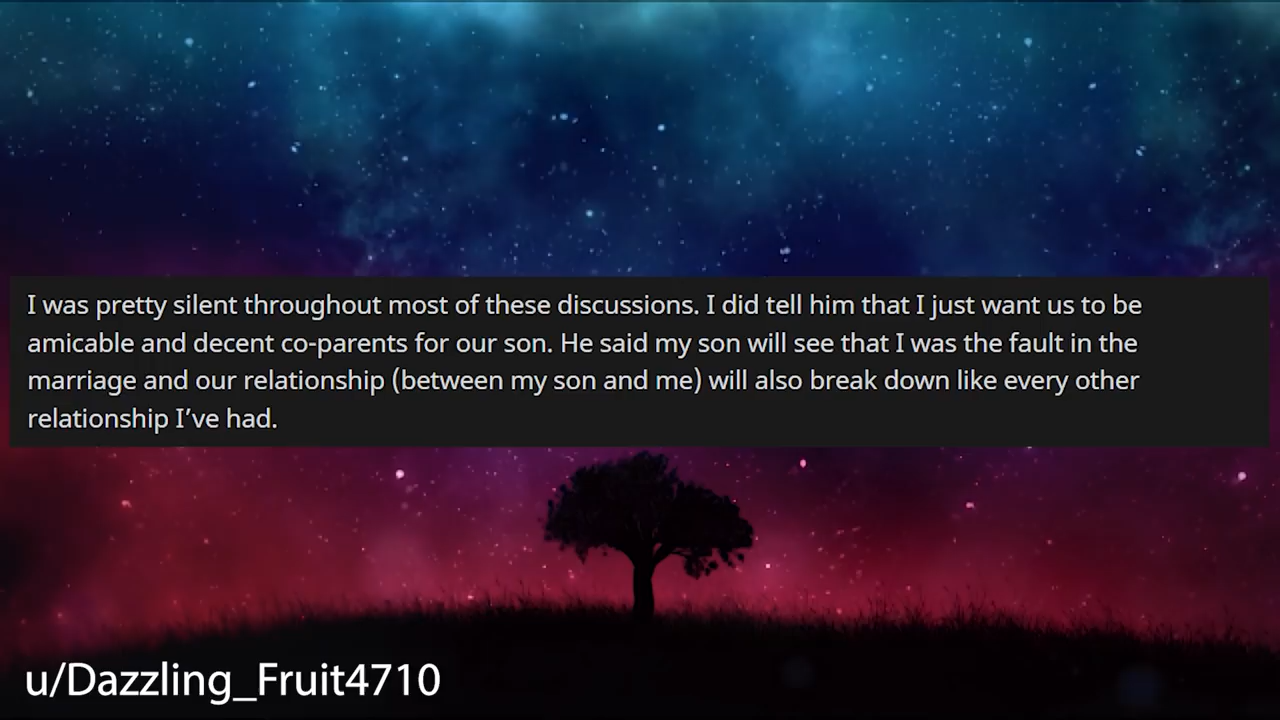 I was pretty silent throughout most of these discussions. I did tell him that I just want us to be
amicable and decent co-parents for our son. He said my son will see that I was the fault in the
marriage and our relationship (between my son and me) will also break down like every other
relationship I’ve had.
u/Dazzling_Fruit4710